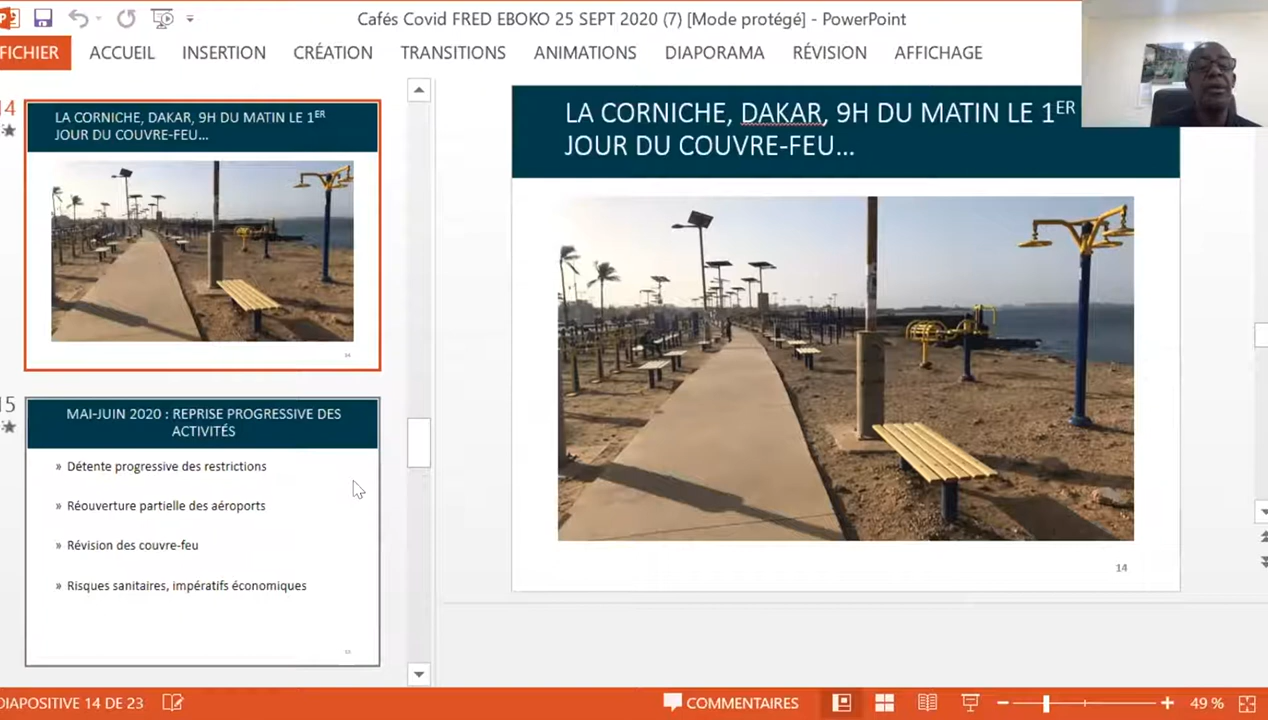 Cafés Covid FRED EBOKO 25 SEPT 2020 (7) [Mode protégé] - PowerPoint
FICHIER ACCUEIL INSERTION CRÉATION TRANSITIONS ANIMATIONS DIAPORAMA RÉVISION AFFICHAGE
14
LA CORNICHE, DAKAR, 9H DU MATIN LE 1ER
JOUR DU COUVRE-FEU...
14
15
MAI-JUIN 2020 : REPRISE PROGRESSIVE DES
ACTIVITÉS
» Détente progressive des restrictions
» Réouverture partielle des aéroports
» Révision des couvre-feu
» Risques sanitaires, impératifs économiques
15
LA CORNICHE, DAKAR, 9H DU MATIN LE 1ER
JOUR DU COUVRE-FEU...
14
DIAPOSITIVE 14 DE 23 COMMENTAIRES 49 %